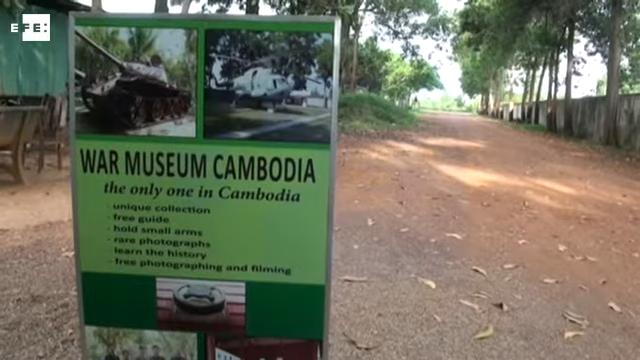 EFE:
WAR MUSEUM CAMBODIA
the only one in Cambodia
- unique collection
- free guide
- hold small arms
- rare photographs
learn the history
- free photographing and filming